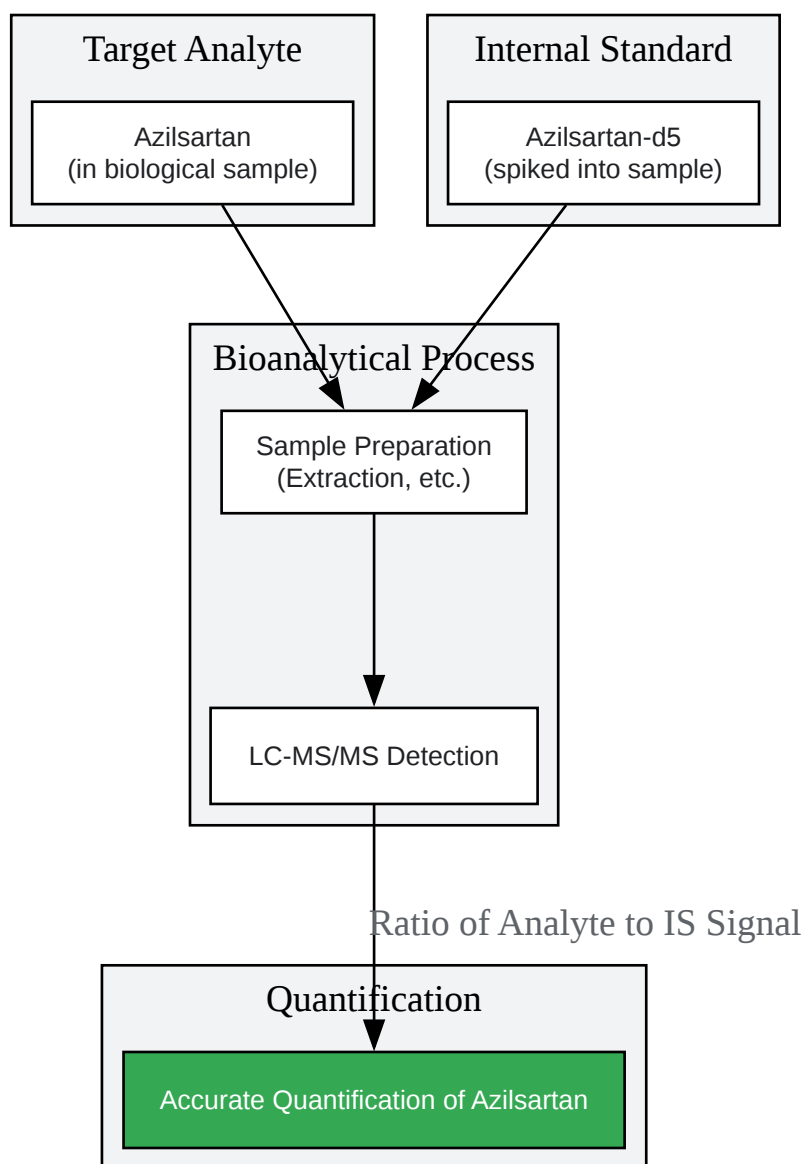 Target Analyte
Azilsartan
(in biological sample)
Internal Standard
Azilsartan-d5
(spiked into sample)
Bioanalytical Process
Sample Preparation
(Extraction, etc.)
LC-MS/MS Detection
Ratio of Analyte to IS Signal
Quantification
Accurate Quantification of Azilsartan